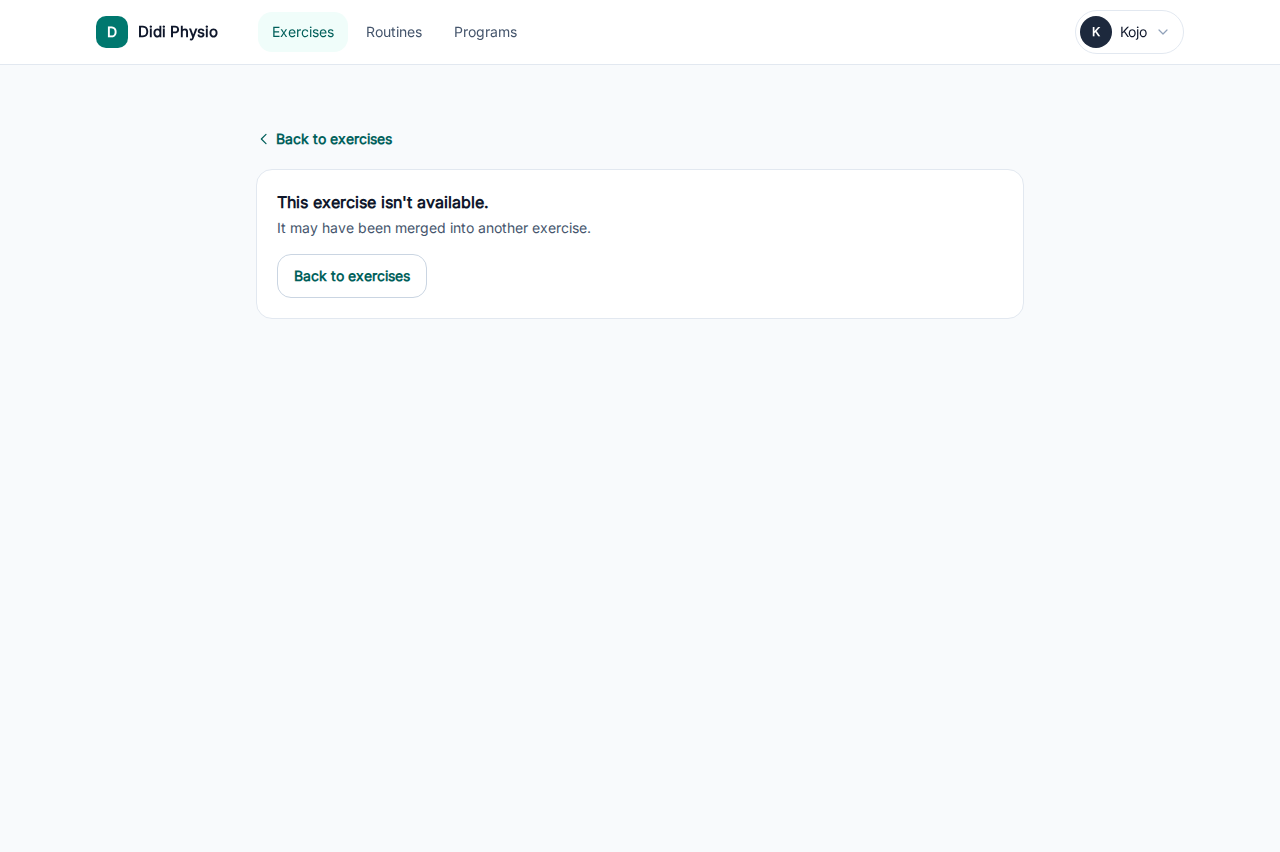 D Didi Physio Exercises Routines Programs K Kojo
Back to exercises
This exercise isn't available.
It may have been merged into another exercise.
Back to exercises